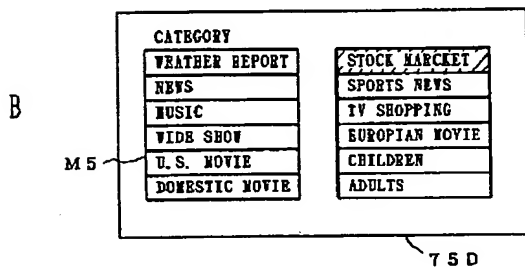 CATEGORY
WEATHER REPORT
NEWS
MUSIC
WIDE SHOW
U.S. MOVIE
DOMESTIC MOVIE
STOCK MARCKET
SPORTS NEWS
TV SHOPPING
EUROPIAN MOVIE
CHILDREN
ADULTS
B
M5
75D